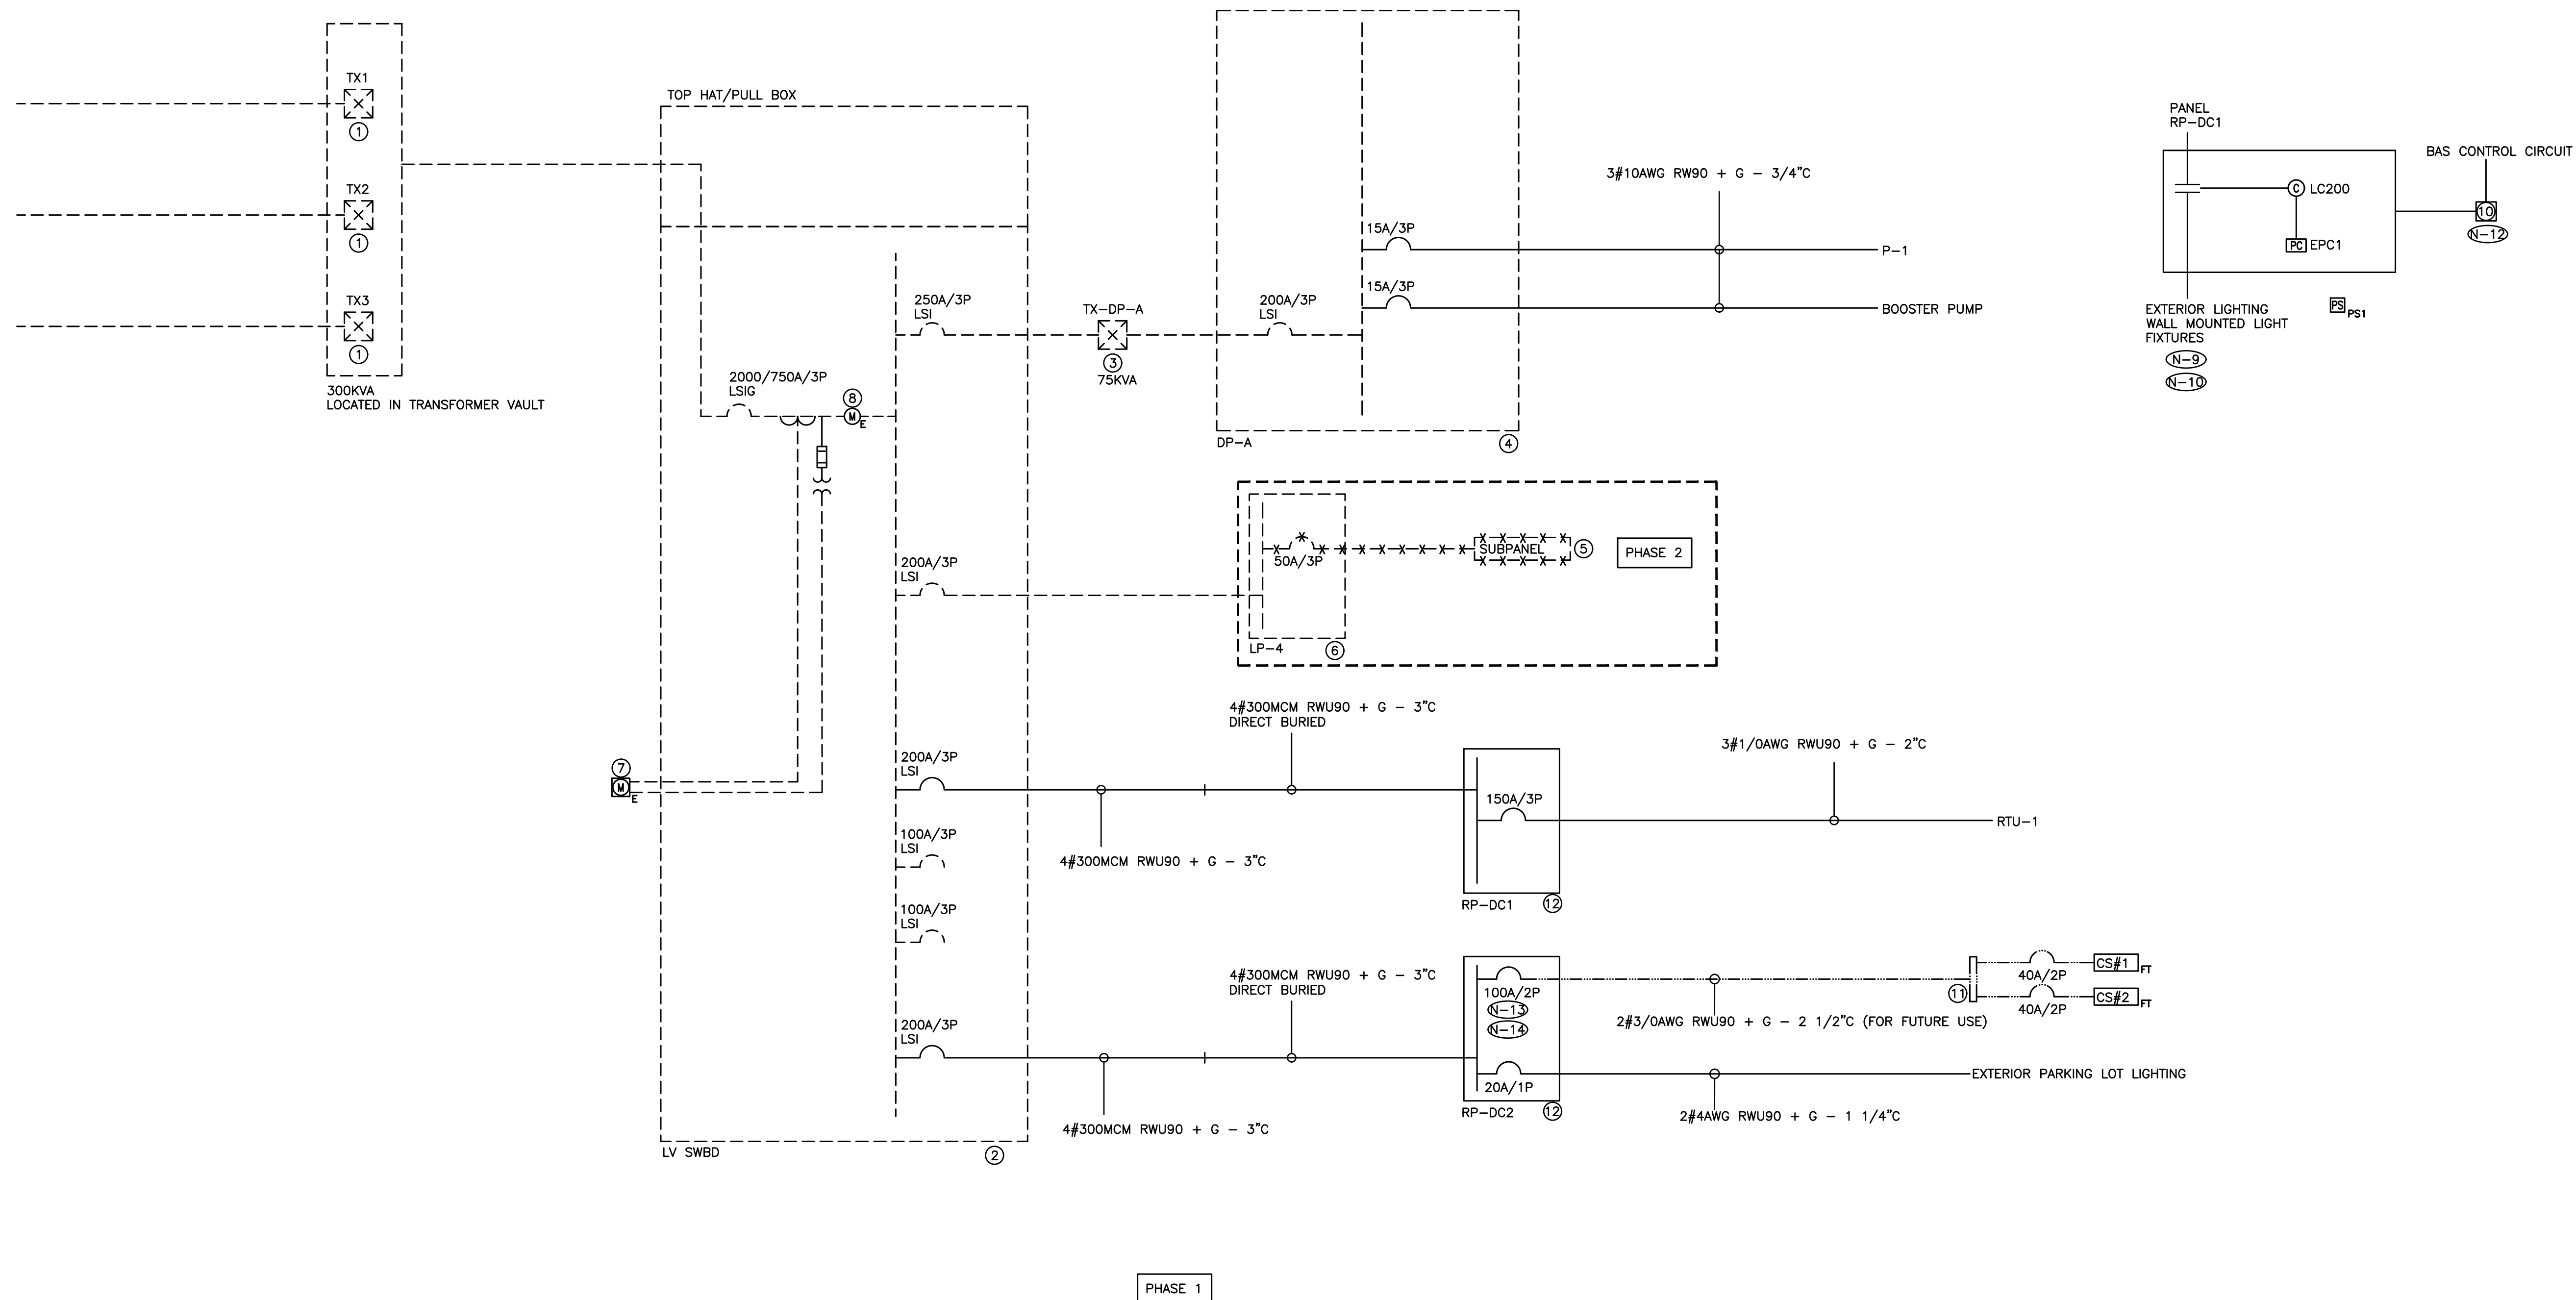 TX1
1
TX2
1
TX3
1
300KVA
LOCATED IN TRANSFORMER VAULT
TOP HAT/PULL BOX
2000/750A/3P
LSIG
8
M
E
7
M
E
250A/3P
LSI
200A/3P
LSI
200A/3P
LSI
100A/3P
LSI
100A/3P
LSI
200A/3P
LSI
LV SWBD
2
TX-DP-A
3
75KVA
200A/3P
LSI
15A/3P
15A/3P
DP-A
4
3#10AWG RW90 + G - 3/4"C
P-1
BOOSTER PUMP
50A/3P
SUBPANEL
5
PHASE 2
LP-4
6
4#300MCM RWU90 + G - 3"C
DIRECT BURIED
4#300MCM RWU90 + G - 3"C
150A/3P
RP-DC1
12
3#1/0AWG RWU90 + G - 2"C
RTU-1
4#300MCM RWU90 + G - 3"C
DIRECT BURIED
4#300MCM RWU90 + G - 3"C
100A/2P
N-13
N-14
20A/1P
RP-DC2
12
2#3/0AWG RWU90 + G - 2 1/2"C (FOR FUTURE USE)
11
40A/2P
CS#1
FT
40A/2P
CS#2
FT
EXTERIOR PARKING LOT LIGHTING
2#4AWG RWU90 + G - 1 1/4"C
PANEL
RP-DC1
C
LC200
PC
EPC1
BAS CONTROL CIRCUIT
10
N-12
EXTERIOR LIGHTING
WALL MOUNTED LIGHT
FIXTURES
N-9
N-10
PS
PS1
PHASE 1